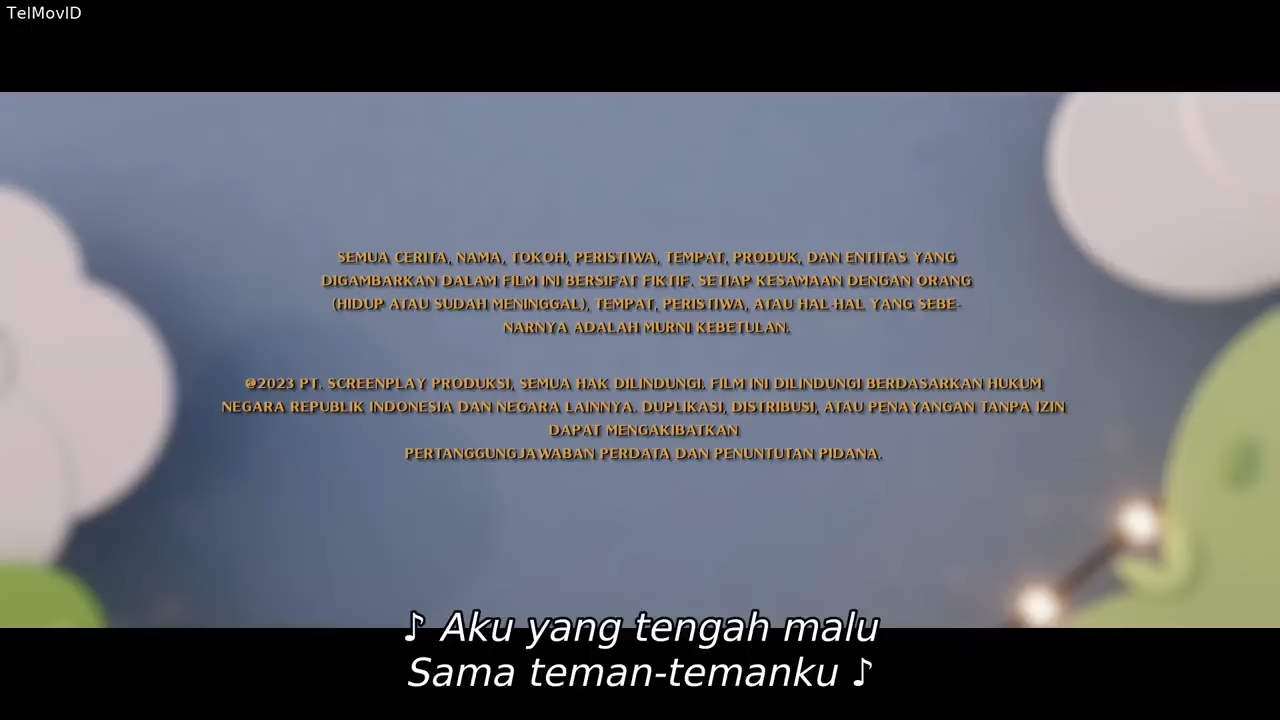 TelMovID
SEMUA CERITA, NAMA, TOKOH, PERISTIWA, TEMPAT, PRODUK, DAN ENTITAS YANG
DIGAMBARKAN DALAM FILM INI BERSIFAT FIKTIF. SETIAP KESAMAAN DENGAN ORANG
(HIDUP ATAU SUDAH MENINGGAL), TEMPAT, PERISTIWA, ATAU HAL-HAL YANG SEBE-
NARNYA ADALAH MURNI KEBETULAN.
@2023 PT. SCREENPLAY PRODUKSI, SEMUA HAK DILINDUNGI. FILM INI DILINDUNGI BERDASARKAN HUKUM
NEGARA REPUBLIK INDONESIA DAN NEGARA LAINNYA. DUPLIKASI, DISTRIBUSI, ATAU PENAYANGAN TANPA IZIN
DAPAT MENGAKIBATKAN
PERTANGGUNGJAWABAN PERDATA DAN PENUNTUTAN PIDANA.
♪ Aku yang tengah malu
Sama teman-temanku ♪